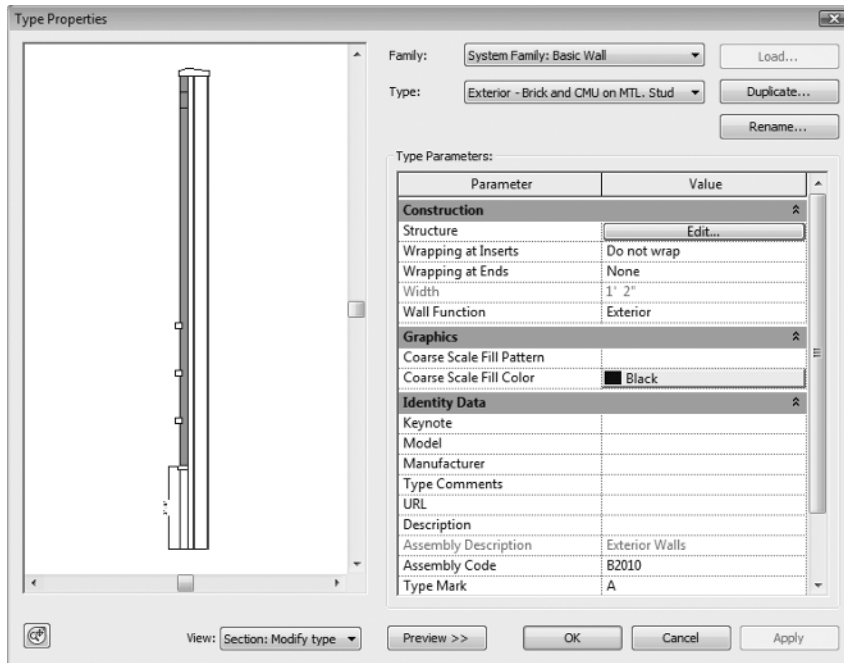 Type Properties
Family: System Family: Basic Wall Load...
Type: Exterior - Brick and CMU on MTL. Stud Duplicate...
Rename...
Type Parameters:
Parameter Value
Construction
Structure Edit...
Wrapping at Inserts Do not wrap
Wrapping at Ends None
Width 1' 2"
Wall Function Exterior
Graphics
Coarse Scale Fill Pattern
Coarse Scale Fill Color Black
Identity Data
Keynote
Model
Manufacturer
Type Comments
URL
Description
Assembly Description Exterior Walls
Assembly Code B2010
Type Mark A
View: Section: Modify type Preview >> OK Cancel Apply